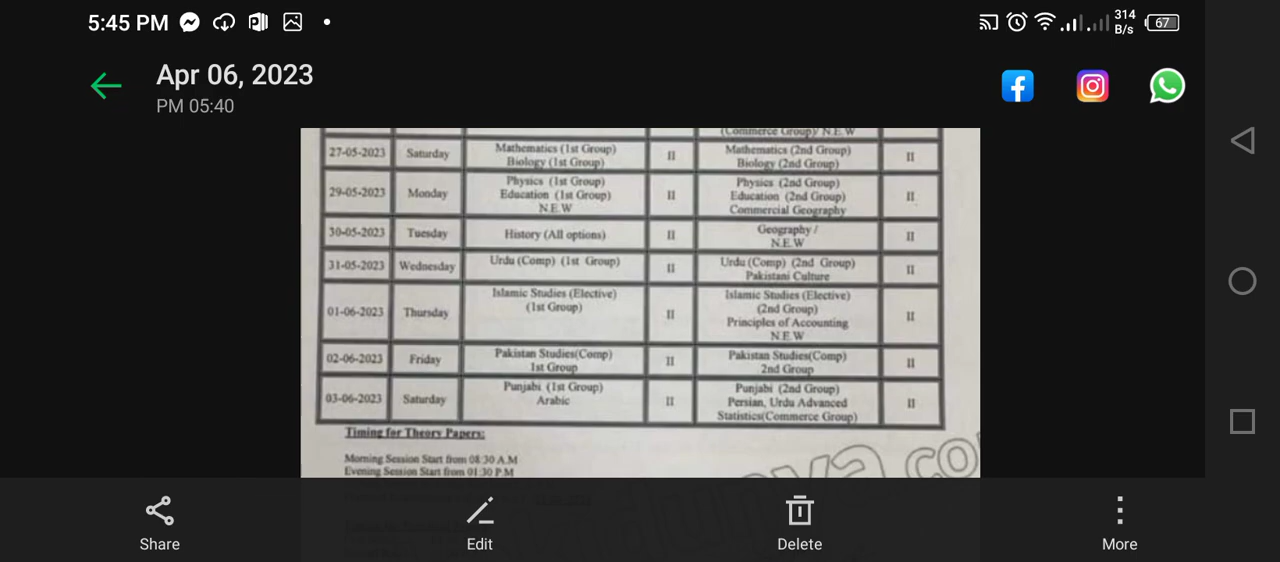 5:45 PM
314 B/s
67
Apr 06, 2023
PM 05:40
(Commerce Group)/ N.E.W
27-05-2023 Saturday Mathematics (1st Group) II Mathematics (2nd Group) II
Biology (1st Group) Biology (2nd Group)
29-05-2023 Monday Physics (1st Group) II Physics (2nd Group) II
Education (1st Group) Education (2nd Group)
N.E.W Commercial Geography
30-05-2023 Tuesday History (All options) II Geography / II
N.E.W
31-05-2023 Wednesday Urdu (Comp) (1st Group) II Urdu (Comp) (2nd Group) II
Pakistani Culture
01-06-2023 Thursday Islamic Studies (Elective) II Islamic Studies (Elective) II
(1st Group) (2nd Group)
Principles of Accounting
N.E.W
02-06-2023 Friday Pakistan Studies(Comp) II Pakistan Studies(Comp) II
1st Group 2nd Group
03-06-2023 Saturday Punjabi (1st Group) II Punjabi (2nd Group) II
Arabic Persian, Urdu Advanced
Statistics(Commerce Group)
Timing for Theory Papers:
Morning Session Start from 08:30 A.M
Evening Session Start from 01:30 P.M
Share
Edit
Delete
More